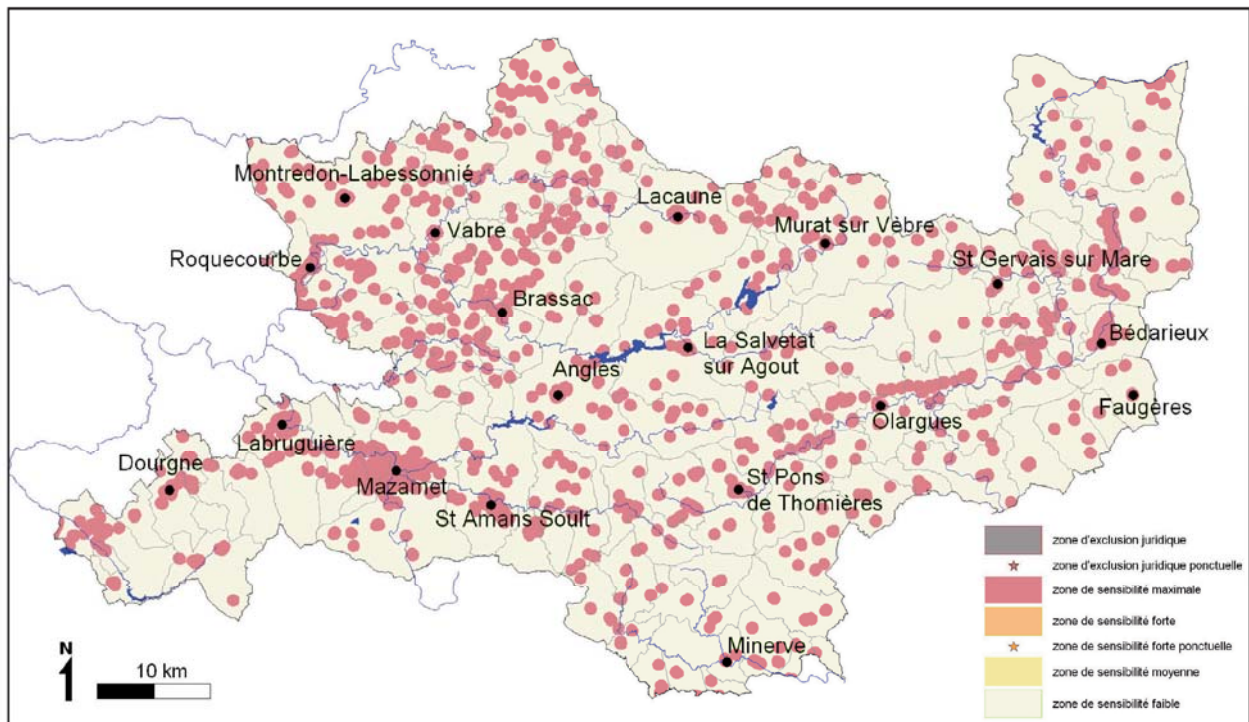 Montredon-Labessonnié
Lacaune
Murat sur Vèbre
Vabre
Roquecourbe
St Gervais sur Mare
Brassac
La Salvetat
sur Agout
Bédarieux
Anglès
Olargues
Faugères
Labruguière
Dourgne
Mazamet
St Pons
de Thomières
St Amans Soult
Minerve
N
10 km
zone d'exclusion juridique
zone d'exclusion juridique ponctuelle
zone de sensibilité maximale
zone de sensibilité forte
zone de sensibilité forte ponctuelle
zone de sensibilité moyenne
zone de sensibilité faible